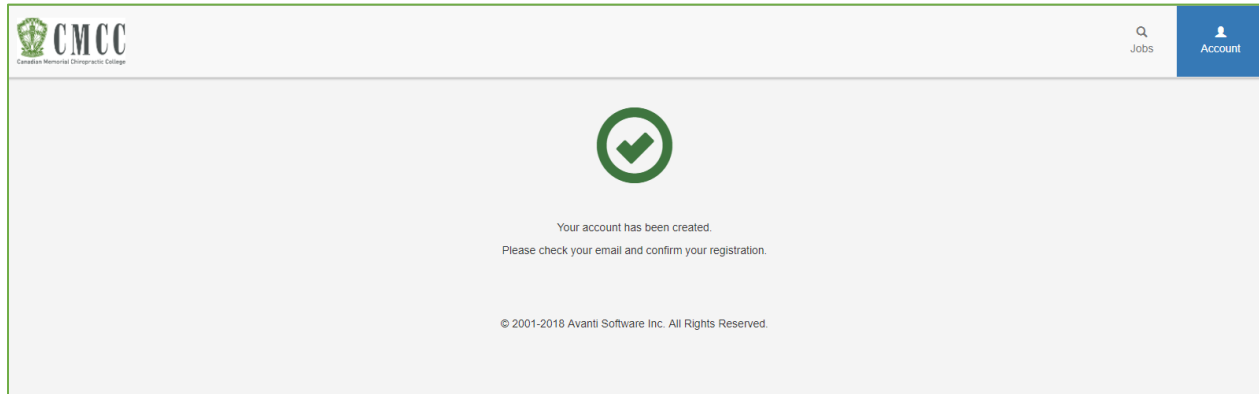 CMCC
Canadian Memorial Chiropractic College
Jobs
Account
Your account has been created.
Please check your email and confirm your registration.
© 2001-2018 Avanti Software Inc. All Rights Reserved.